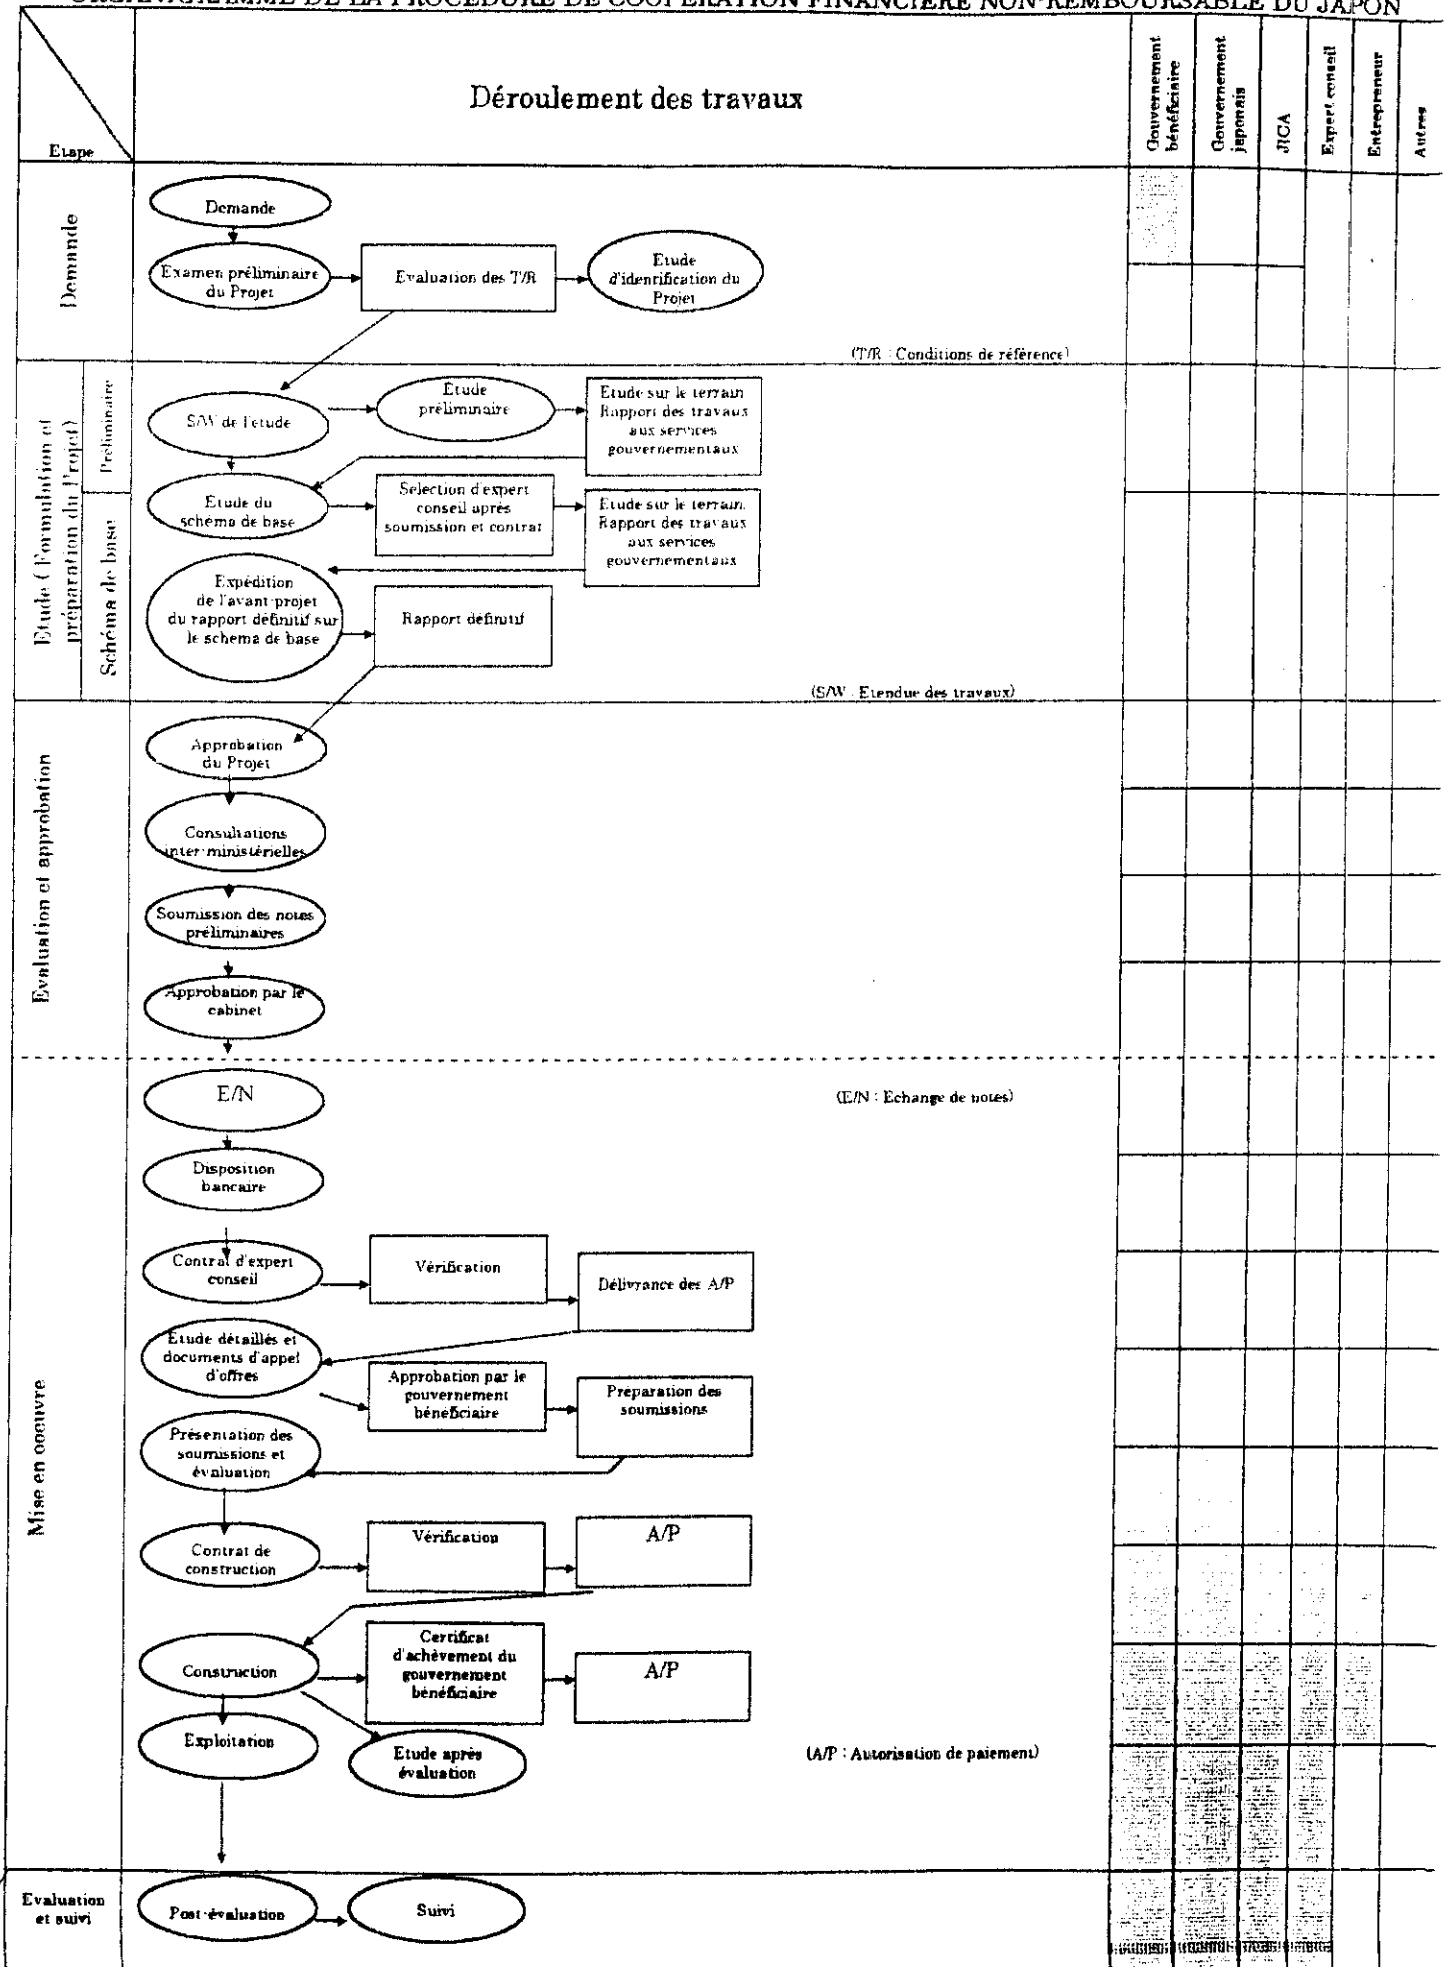 ORGANAGRAMME DE LA PROCEDURE DE COOPERATION FINANCIERE NON-REMBOURSABLE DU JAPON
Etape
Déroulement des travaux
Gouvernement
bénéficiaire
Gouvernement
japonais
JICA
Expert conseil
Entrepreneur
Autres
Demande
Demande
Examen préliminaire
du Projet
Evaluation des T/R
Etude
d'identification du
Projet
(T/R : Conditions de référence)
Etude (Formulation et
préparation du Projet)
Préliminaire
S/W de l'etude
Étude
préliminaire
Etude sur le terrain
Rapport des travaux
aux services
gouvernementaux
Schéma de base
Étude du
schéma de base
Selection d'expert
conseil après
soumission et contrat
Etude sur le terrain.
Rapport des travaux
aux services
gouvernementaux
Expédition
de l'avant-projet
du rapport définitif sur
le schema de base
Rapport définitif
(S/W : Etendue des travaux)
Evaluation et approbation
Approbation
du Projet
Consultations
inter-ministérielles
Soumission des notes
préliminaires
Approbation par le
cabinet
Mise en oocuvre
E/N
(E/N : Echange de notes)
Disposition
bancaire
Contrat d'expert
conseil
Vérification
Délivrance des A/P
Etude détaillés et
documents d'appel
d'offres
Approbation par le
gouvernement
bénéficiaire
Préparation des
soumissions
Présentation des
soumissions et
évaluation
Contrat de
construction
Vérification
A/P
Construction
Certificat
d'achèvement du
gouvernement
bénéficiaire
A/P
Exploitation
Etude après
évaluation
(A/P : Autorisation de paiement)
Evaluation
et suivi
Post-évaluation
Suivi